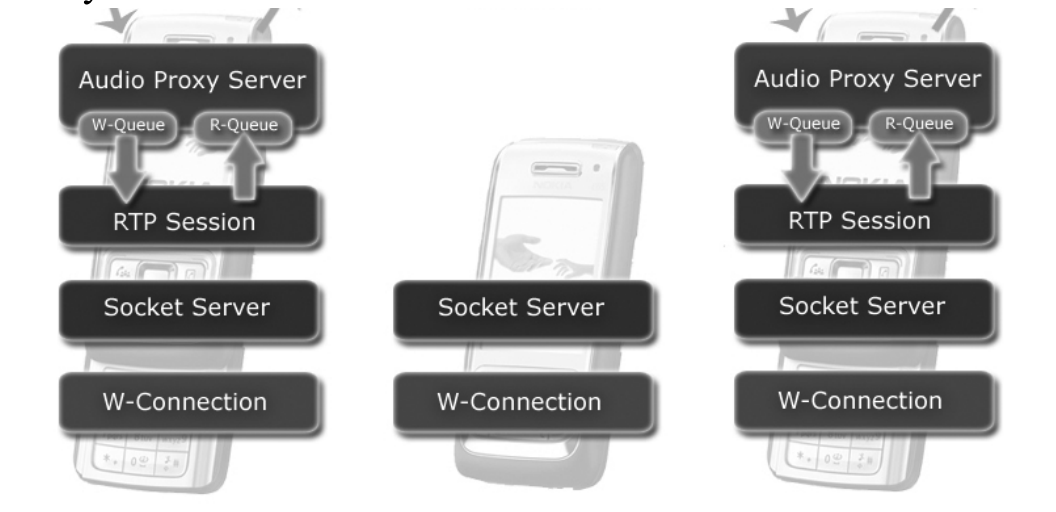 Audio Proxy Server
W-Queue R-Queue
RTP Session
Socket Server
W-Connection
NOKIA
Socket Server
W-Connection
Audio Proxy Server
W-Queue R-Queue
RTP Session
Socket Server
W-Connection